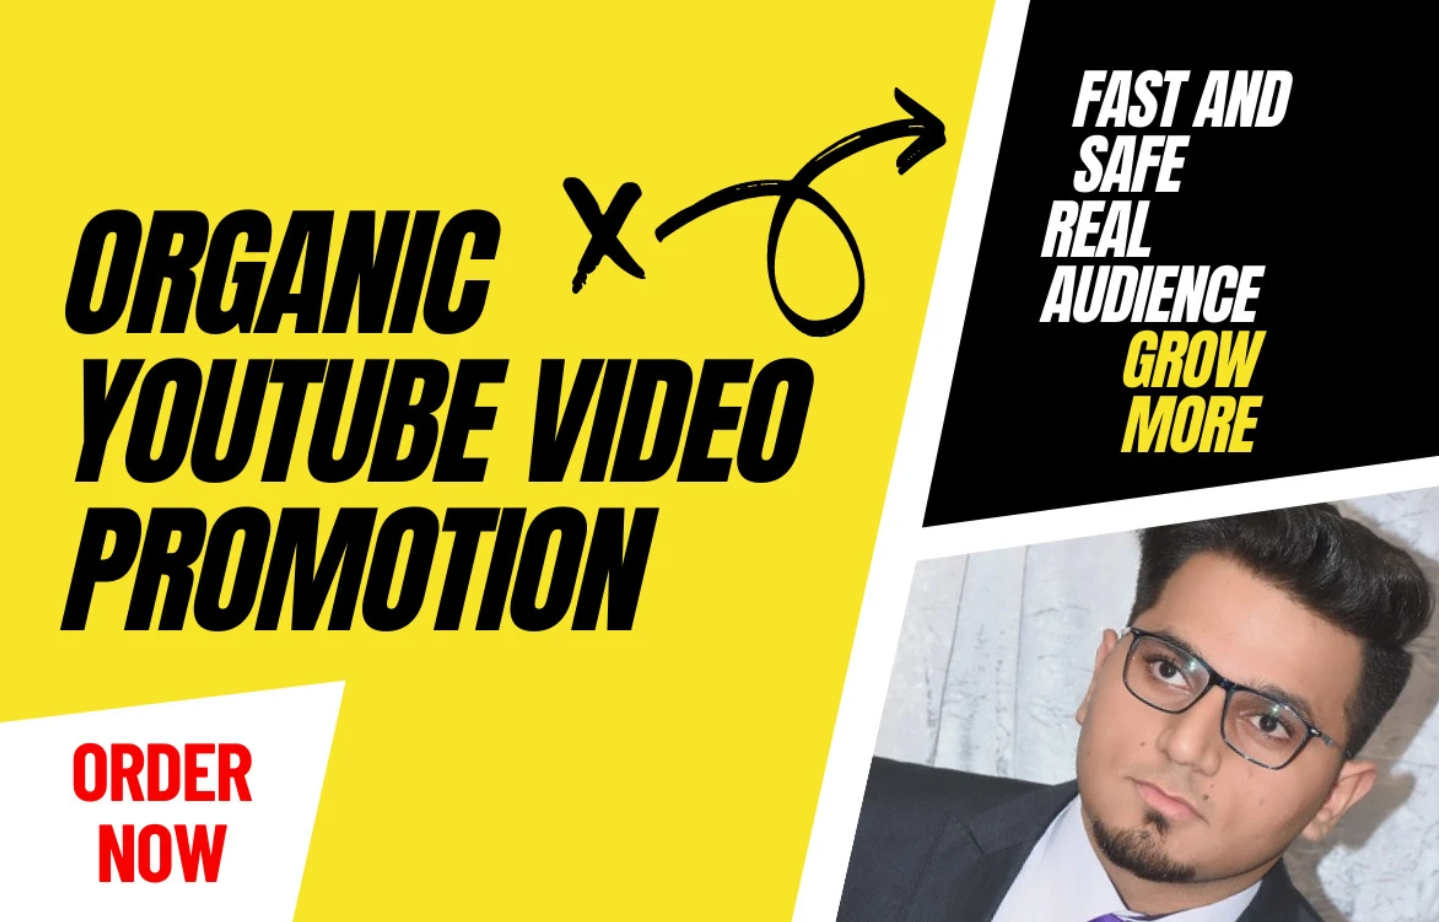 ORGANIC
YOUTUBE VIDEO
PROMOTION
ORDER
NOW
FAST AND
SAFE
REAL
AUDIENCE
GROW
MORE